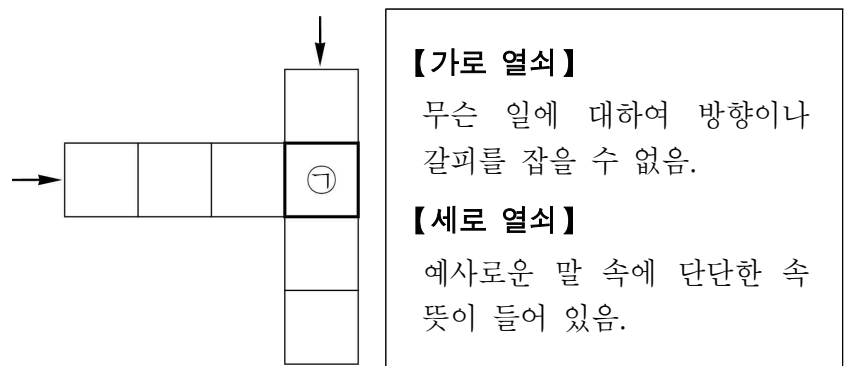 ㉠
【가로 열쇠】
무슨 일에 대하여 방향이나
갈피를 잡을 수 없음.
【세로 열쇠】
예사로운 말 속에 단단한 속
뜻이 들어 있음.